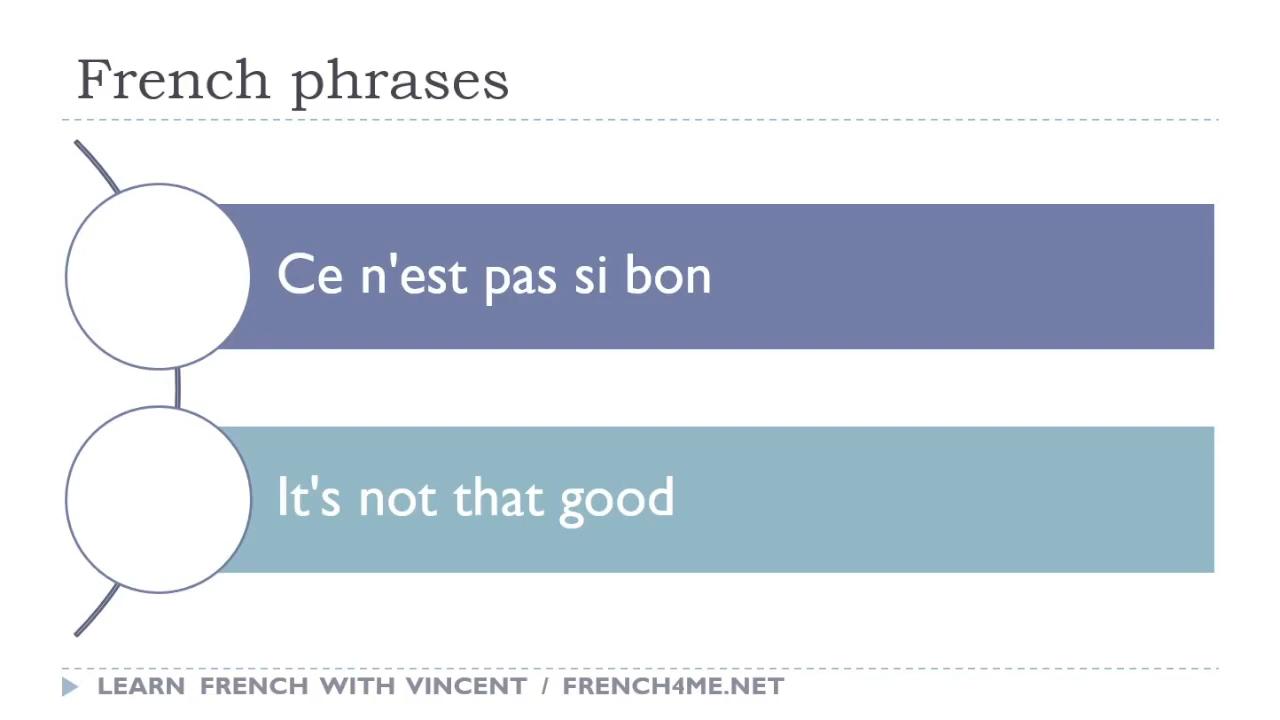 French phrases
Ce n'est pas si bon
It's not that good
LEARN FRENCH WITH VINCENT / FRENCH4ME.NET